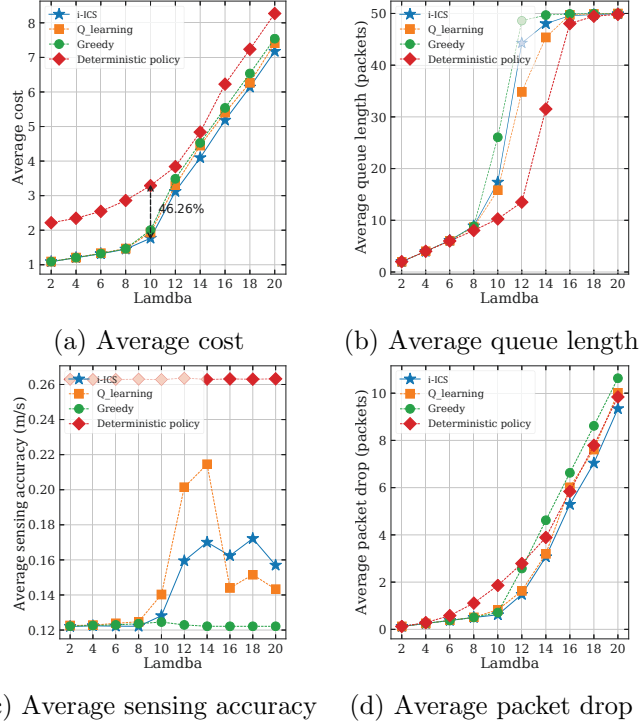 i-ICS
Q_learning
Greedy
Deterministic policy
46.26%
Average cost
8
7
6
5
4
3
2
1
2 4 6 8 10 12 14 16 18 20
Lamdba
(a) Average cost
i-ICS
Q_learning
Greedy
Deterministic policy
Average queue length (packets)
50
40
30
20
10
0
2 4 6 8 10 12 14 16 18 20
Lamdba
(b) Average queue length
i-ICS
Q_learning
Greedy
Deterministic policy
Average sensing accuracy (m/s)
0.26
0.24
0.22
0.20
0.18
0.16
0.14
0.12
2 4 6 8 10 12 14 16 18 20
Lamdba
c) Average sensing accuracy
i-ICS
Q_learning
Greedy
Deterministic policy
Average packet drop (packets)
10
8
6
4
2
0
2 4 6 8 10 12 14 16 18 20
Lamdba
(d) Average packet drop